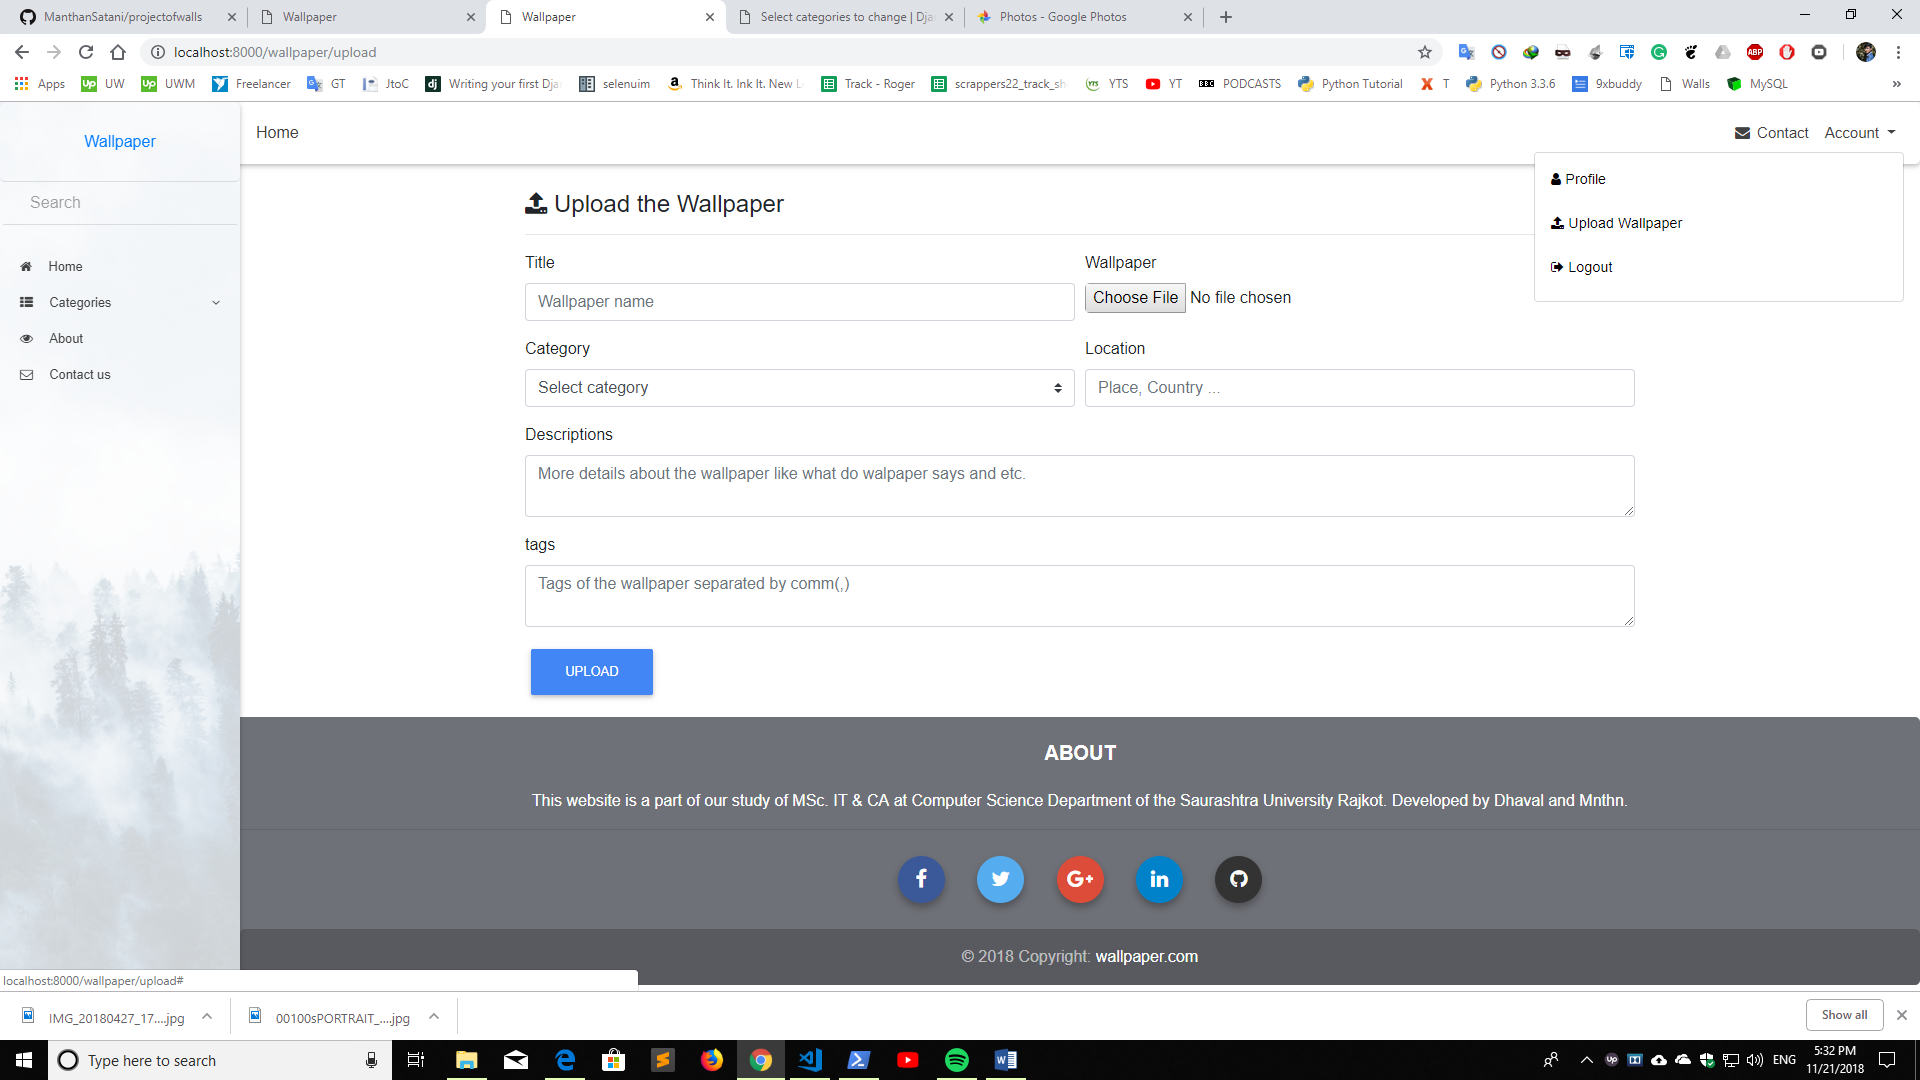 ManthanSatani/projectofwalls
Wallpaper
Wallpaper
Select categories to change | Dja
Photos - Google Photos
localhost:8000/wallpaper/upload
Apps
UW
UWM
Freelancer
GT
JtoC
Writing your first Dja
selenuim
Think It. Ink It. New L
Track - Roger
scrappers22_track_sh
YTS
YT
PODCASTS
Python Tutorial
T
Python 3.3.6
9xbuddy
Walls
MySQL
»
Wallpaper
Search
Home
Categories
About
Contact us
Home
Contact
Account
Profile
Upload Wallpaper
Logout
Upload the Wallpaper
Title
Wallpaper
Wallpaper name
Choose File No file chosen
Category
Location
Select category
Place, Country ...
Descriptions
More details about the wallpaper like what do walpaper says and etc.
tags
Tags of the wallpaper separated by comm(,)
UPLOAD
ABOUT
This website is a part of our study of MSc. IT & CA at Computer Science Department of the Saurashtra University Rajkot. Developed by Dhaval and Mnthn.
© 2018 Copyright: wallpaper.com
localhost:8000/wallpaper/upload#
IMG_20180427_17....jpg
00100sPORTRAIT_....jpg
Show all
Type here to search
ENG
5:32 PM
11/21/2018